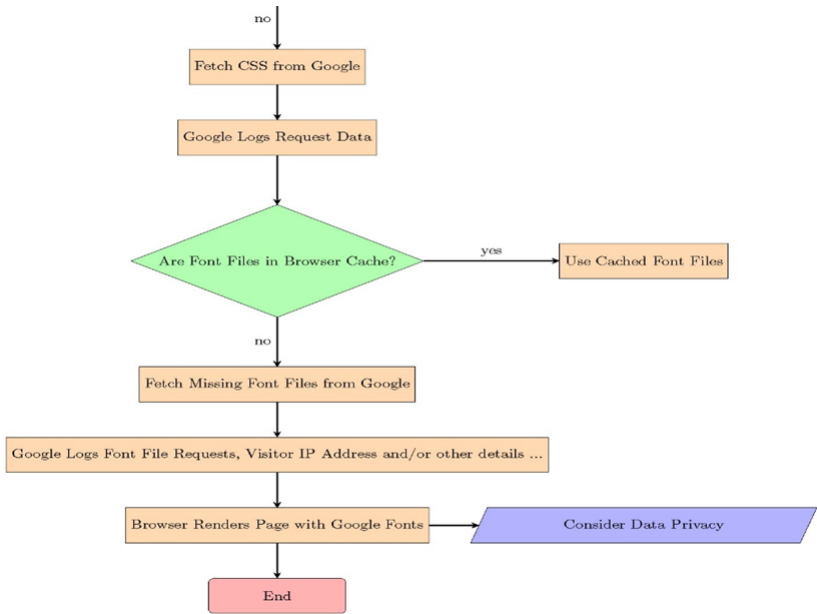 no
Fetch CSS from Google
Google Logs Request Data
Are Font Files in Browser Cache?
yes
Use Cached Font Files
no
Fetch Missing Font Files from Google
Google Logs Font File Requests, Visitor IP Address and/or other details ...
Browser Renders Page with Google Fonts
Consider Data Privacy
End